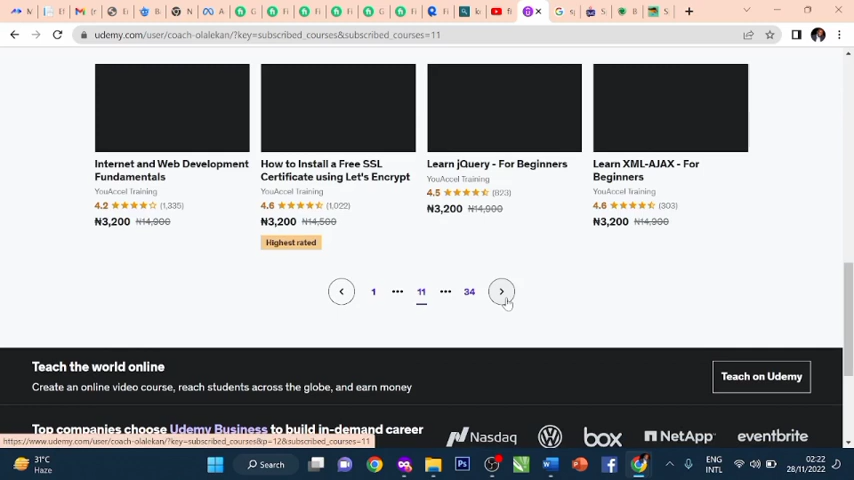 udemy.com/user/coach-olalekan/?key=subscribed_courses&subscribed_courses=11
Internet and Web Development
Fundamentals
YouAccel Training
4.2 (1,335)
₦3,200 ₦14,900
How to Install a Free SSL
Certificate using Let's Encrypt
YouAccel Training
4.6 (1,022)
₦3,200 ₦14,500
Highest rated
Learn jQuery - For Beginners
YouAccel Training
4.5 (823)
₦3,200 ₦14,900
Learn XML-AJAX - For
Beginners
YouAccel Training
4.6 (303)
₦3,200 ₦14,900
1 ••• 11 ••• 34
Teach the world online
Create an online video course, reach students across the globe, and earn money
Teach on Udemy
Top companies choose Udemy Business to build in-demand career
Nasdaq box NetApp eventbrite
https://www.udemy.com/user/coach-olalekan/?key=subscribed_courses&p=12&subscribed_courses=11
31°C
Haze
Search
ENG
INTL
02:22
28/11/2022